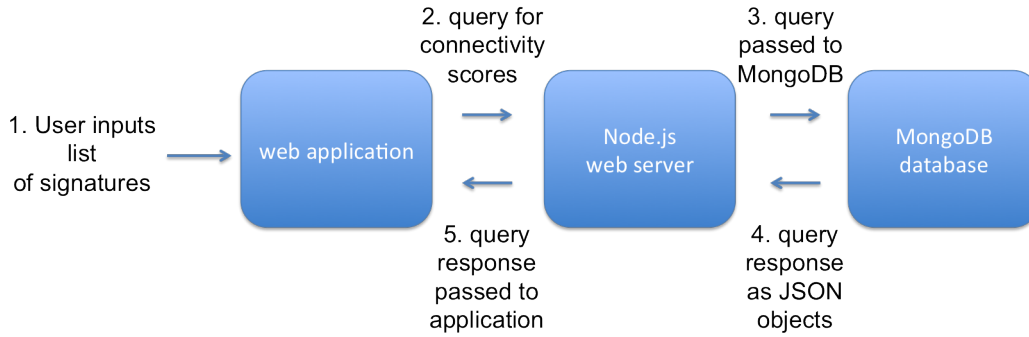 1. User inputs
list
of signatures
web application
2. query for
connectivity
scores
Node.js
web server
3. query
passed to
MongoDB
MongoDB
database
4. query
response
as JSON
objects
5. query
response
passed to
application